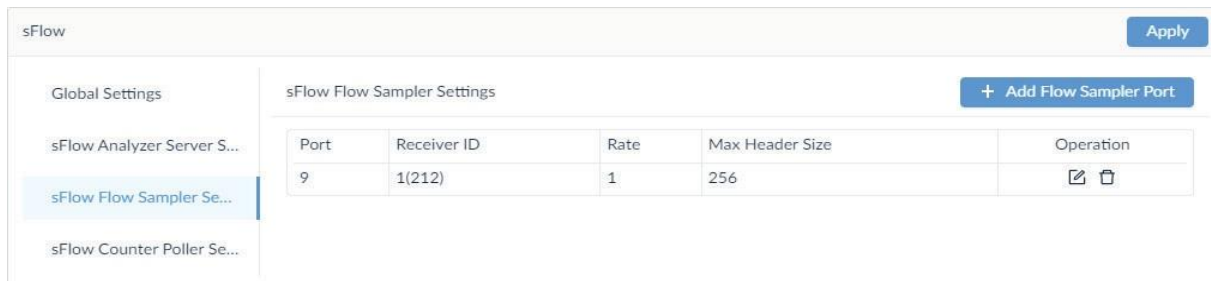 sFlow
Apply
Global Settings
sFlow Analyzer Server S...
sFlow Flow Sampler Se...
sFlow Counter Poller Se...
sFlow Flow Sampler Settings
+ Add Flow Sampler Port
Port Receiver ID Rate Max Header Size Operation
9 1(212) 1 256